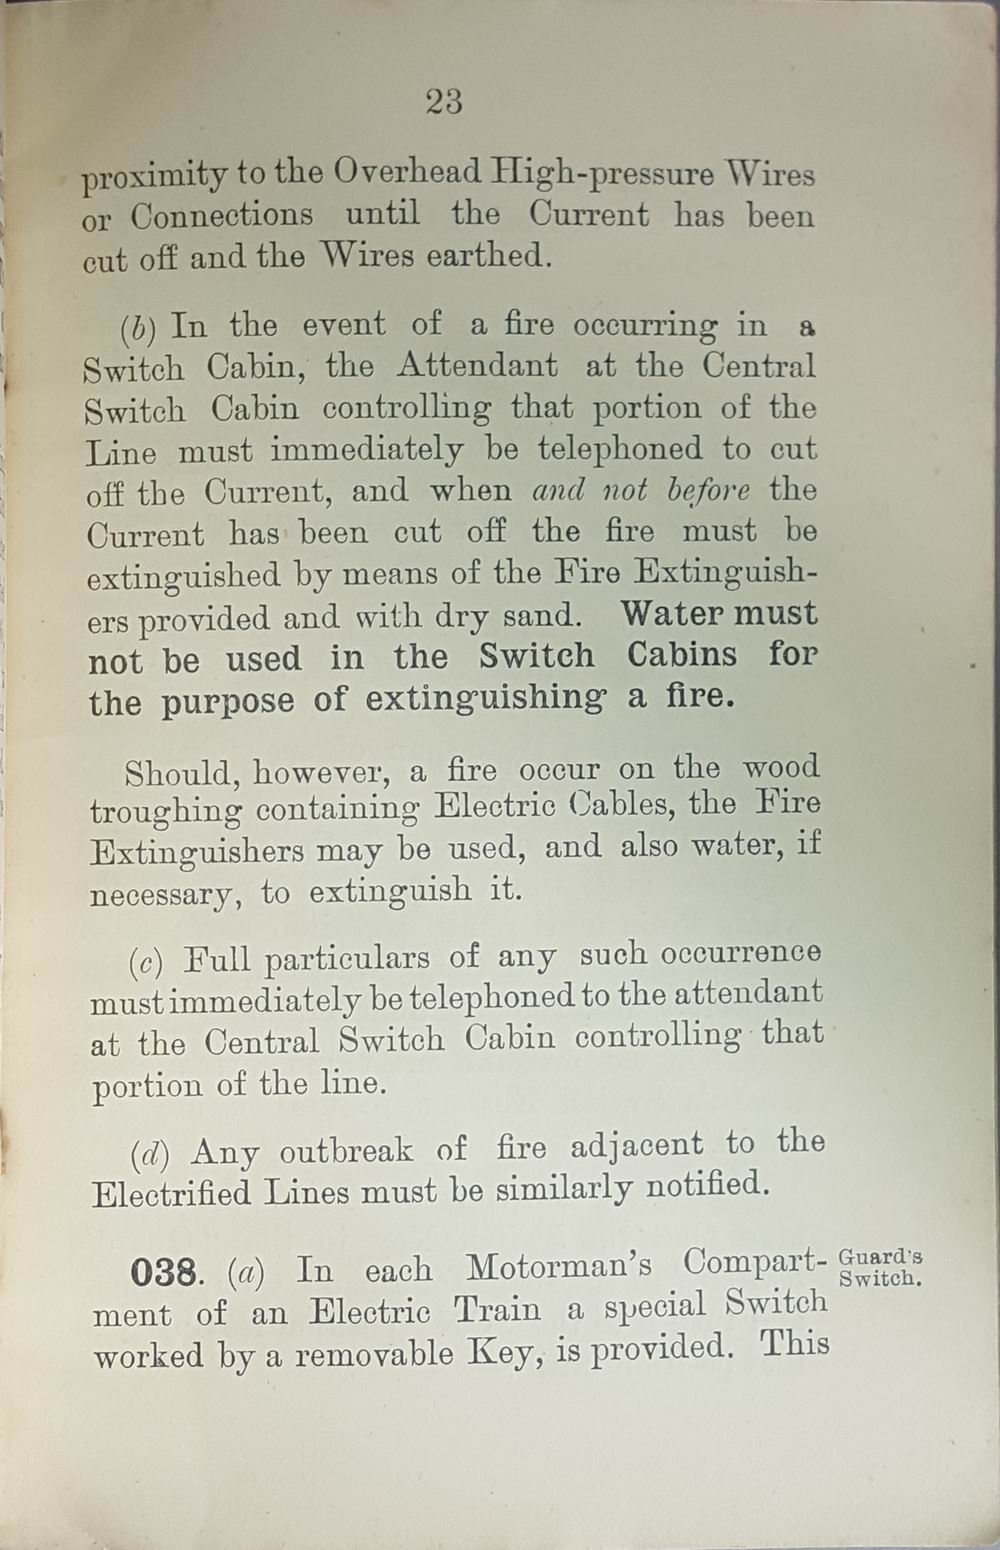 23
proximity to the Overhead High-pressure Wires
or Connections until the Current has been
cut off and the Wires earthed.
(b) In the event of a fire occurring in a
Switch Cabin, the Attendant at the Central
Switch Cabin controlling that portion of the
Line must immediately be telephoned to cut
off the Current, and when and not before the
Current has been cut off the fire must be
extinguished by means of the Fire Extinguish-
ers provided and with dry sand. Water must
not be used in the Switch Cabins for
the purpose of extinguishing a fire.
Should, however, a fire occur on the wood
troughing containing Electric Cables, the Fire
Extinguishers may be used, and also water, if
necessary, to extinguish it.
(c) Full particulars of any such occurrence
must immediately be telephoned to the attendant
at the Central Switch Cabin controlling that
portion of the line.
(d) Any outbreak of fire adjacent to the
Electrified Lines must be similarly notified.
038. (a) In each Motorman's Compart-
Guard's
Switch.
ment of an Electric Train a special Switch
worked by a removable Key, is provided. This